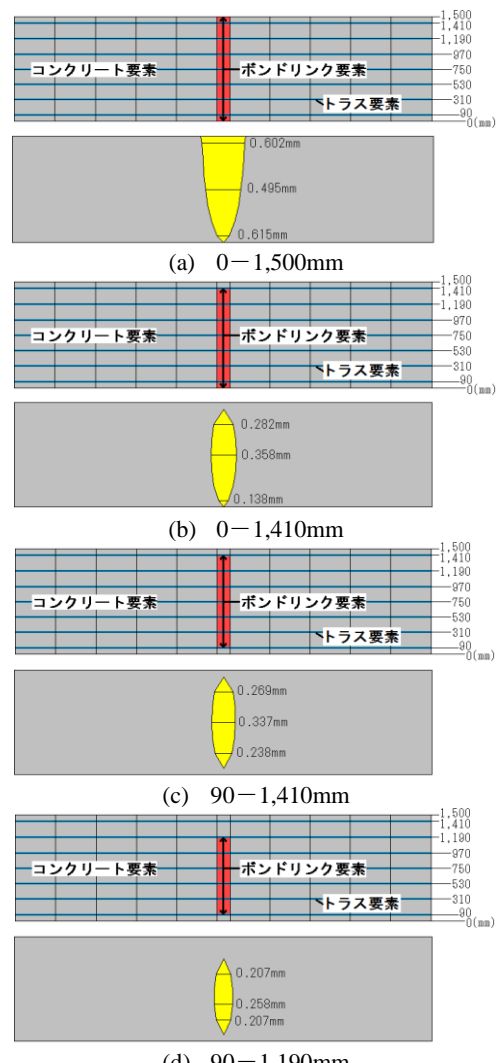 1,500
1,410
1,190
970
コンクリート要素 ボンドリンク要素 750
530
トラス要素 310
90
0(mm)
0.602mm
0.495mm
0.615mm
(a) 0－1,500mm
1,500
1,410
1,190
970
コンクリート要素 ボンドリンク要素 750
530
310
トラス要素 90
0(mm)
0.282mm
0.358mm
0.138mm
(b) 0－1,410mm
1,500
1,410
1,190
970
コンクリート要素 ボンドリンク要素 750
530
310
トラス要素 90
0(mm)
0.269mm
0.337mm
0.238mm
(c) 90－1,410mm
1,500
1,410
1,190
970
コンクリート要素 ボンドリンク要素 750
530
310
トラス要素 90
0(mm)
0.207mm
0.258mm
0.207mm
(d) 90－1,190mm